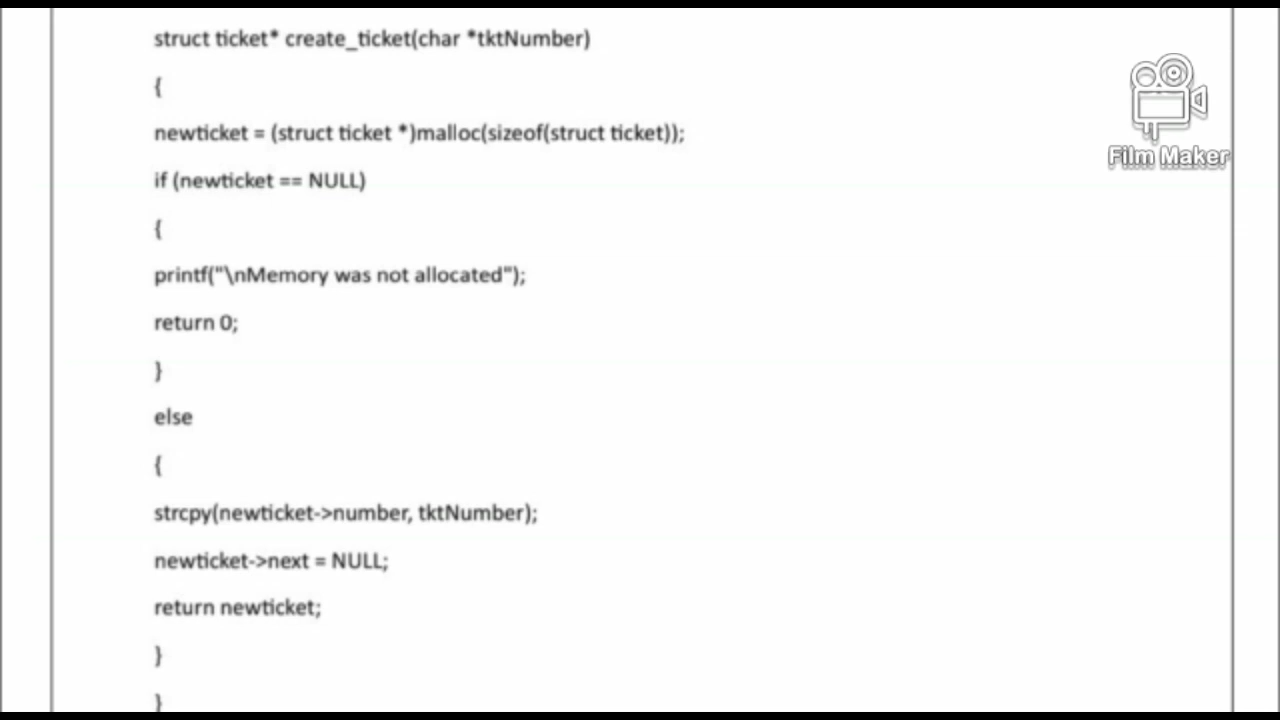 struct ticket* create_ticket(char *tktNumber)
{
newticket = (struct ticket *)malloc(sizeof(struct ticket));
if (newticket == NULL)
{
printf("\nMemory was not allocated");
return 0;
}
else
{
strcpy(newticket->number, tktNumber);
newticket->next = NULL;
return newticket;
}
}
Film Maker